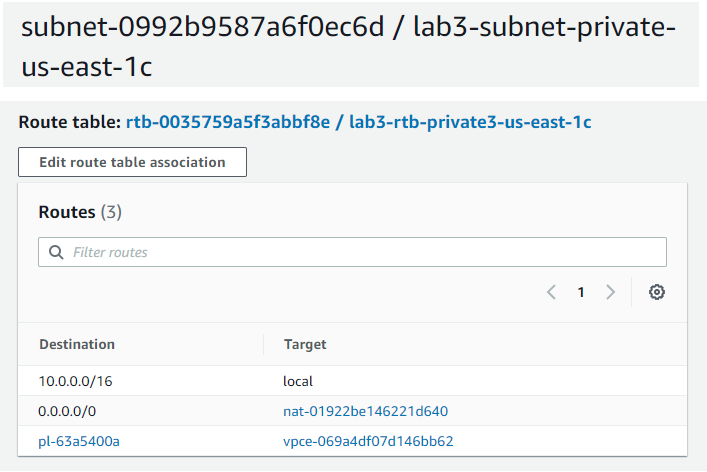 subnet-0992b9587a6f0ec6d / lab3-subnet-private-
us-east-1c
Route table: rtb-0035759a5f3abbf8e / lab3-rtb-private3-us-east-1c
Edit route table association
Routes (3)
Filter routes
1
Destination Target
10.0.0.0/16 local
0.0.0.0/0 nat-01922be146221d640
pl-63a5400a vpce-069a4df07d146bb62